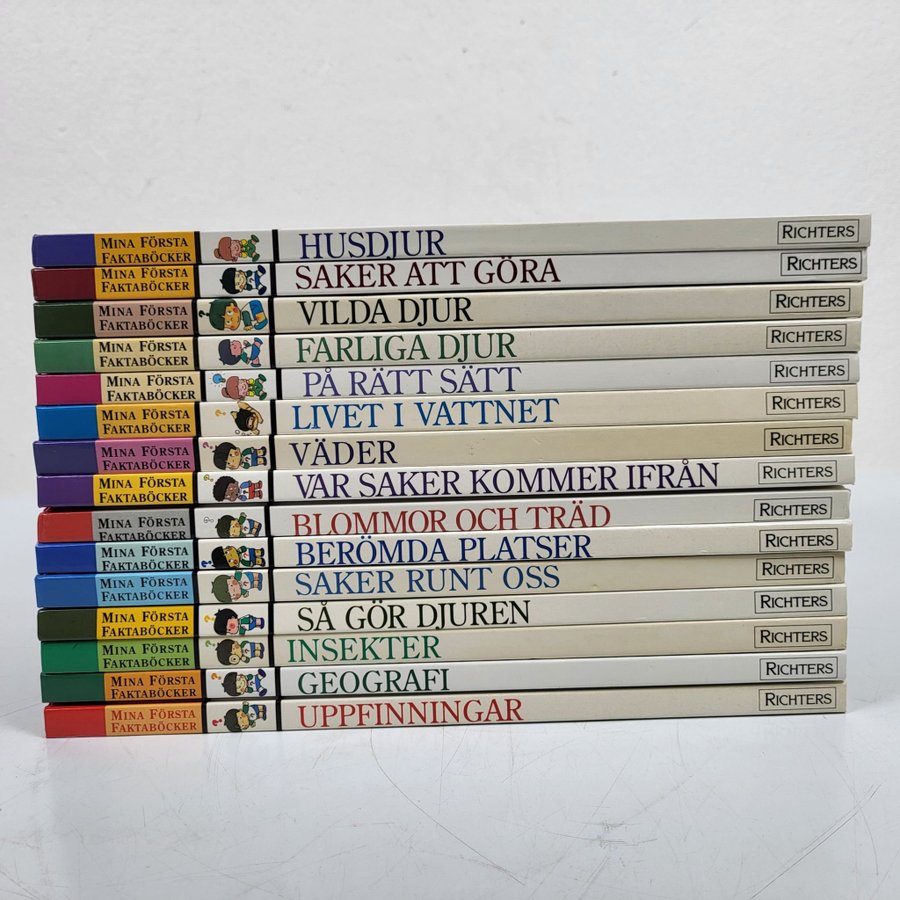 MINA FÖRSTA
FAKTABÖCKER
HUSDJUR
RICHTERS
MINA FÖRSTA
FAKTABÖCKER
SAKER ATT GÖRA
RICHTERS
MINA FÖRSTA
FAKTABÖCKER
VILDA DJUR
RICHTERS
MINA FÖRSTA
FAKTABÖCKER
FARLIGA DJUR
RICHTERS
MINA FÖRSTA
FAKTABÖCKER
PÅ RÄTT SÄTT
RICHTERS
MINA FÖRSTA
FAKTABÖCKER
LIVET I VATTNET
RICHTERS
MINA FÖRSTA
FAKTABÖCKER
VÄDER
RICHTERS
MINA FÖRSTA
FAKTABÖCKER
VAR SAKER KOMMER IFRÅN
RICHTERS
MINA FÖRSTA
FAKTABÖCKER
BLOMMOR OCH TRÄD
RICHTERS
MINA FÖRSTA
FAKTABÖCKER
BERÖMDA PLATSER
RICHTERS
MINA FÖRSTA
FAKTABÖCKER
SAKER RUNT OSS
RICHTERS
MINA FÖRSTA
FAKTABÖCKER
SÅ GÖR DJUREN
RICHTERS
MINA FÖRSTA
FAKTABÖCKER
INSEKTER
RICHTERS
MINA FÖRSTA
FAKTABÖCKER
GEOGRAFI
RICHTERS
MINA FÖRSTA
FAKTABÖCKER
UPPFINNINGAR
RICHTERS